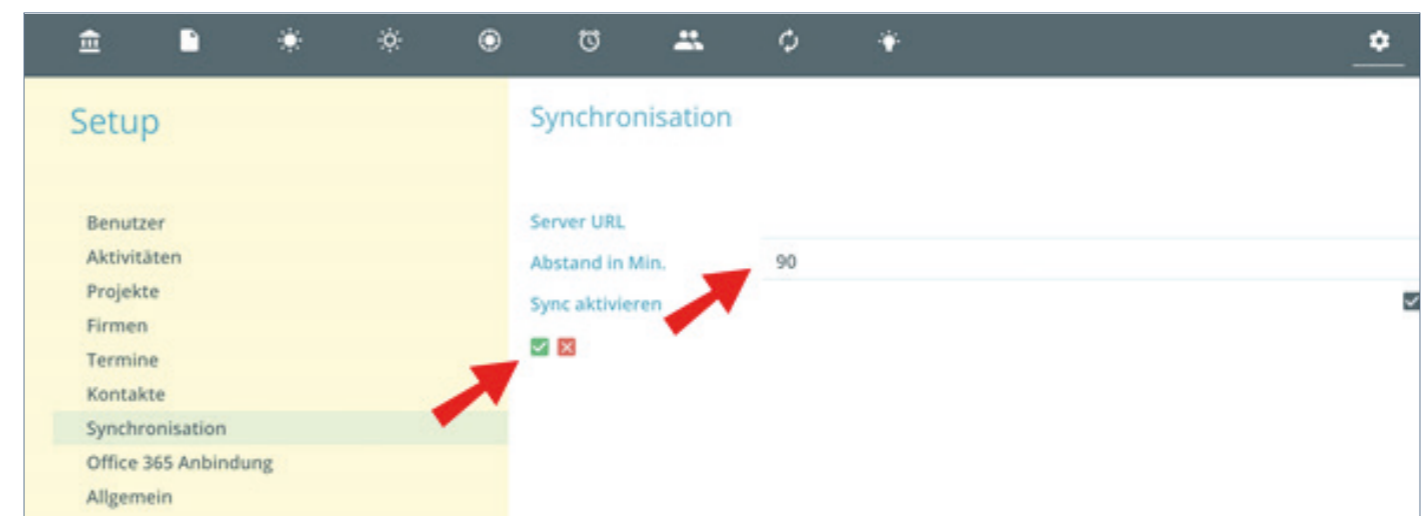 Setup
Benutzer
Aktivitäten
Projekte
Firmen
Termine
Kontakte
Synchronisation
Office 365 Anbindung
Allgemein
Synchronisation
Server URL
Abstand in Min. 90
Sync aktivieren